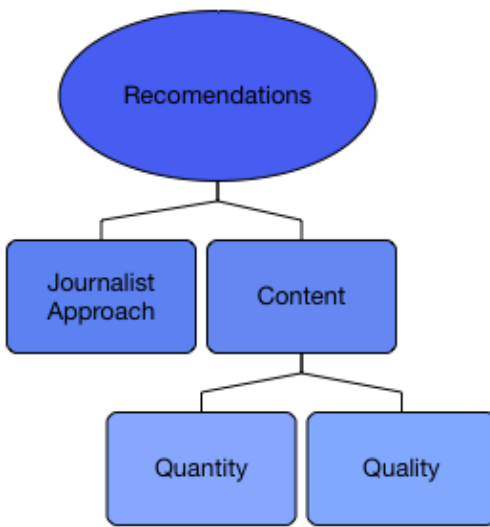 Recomendations
Journalist
Approach
Content
Quantity
Quality